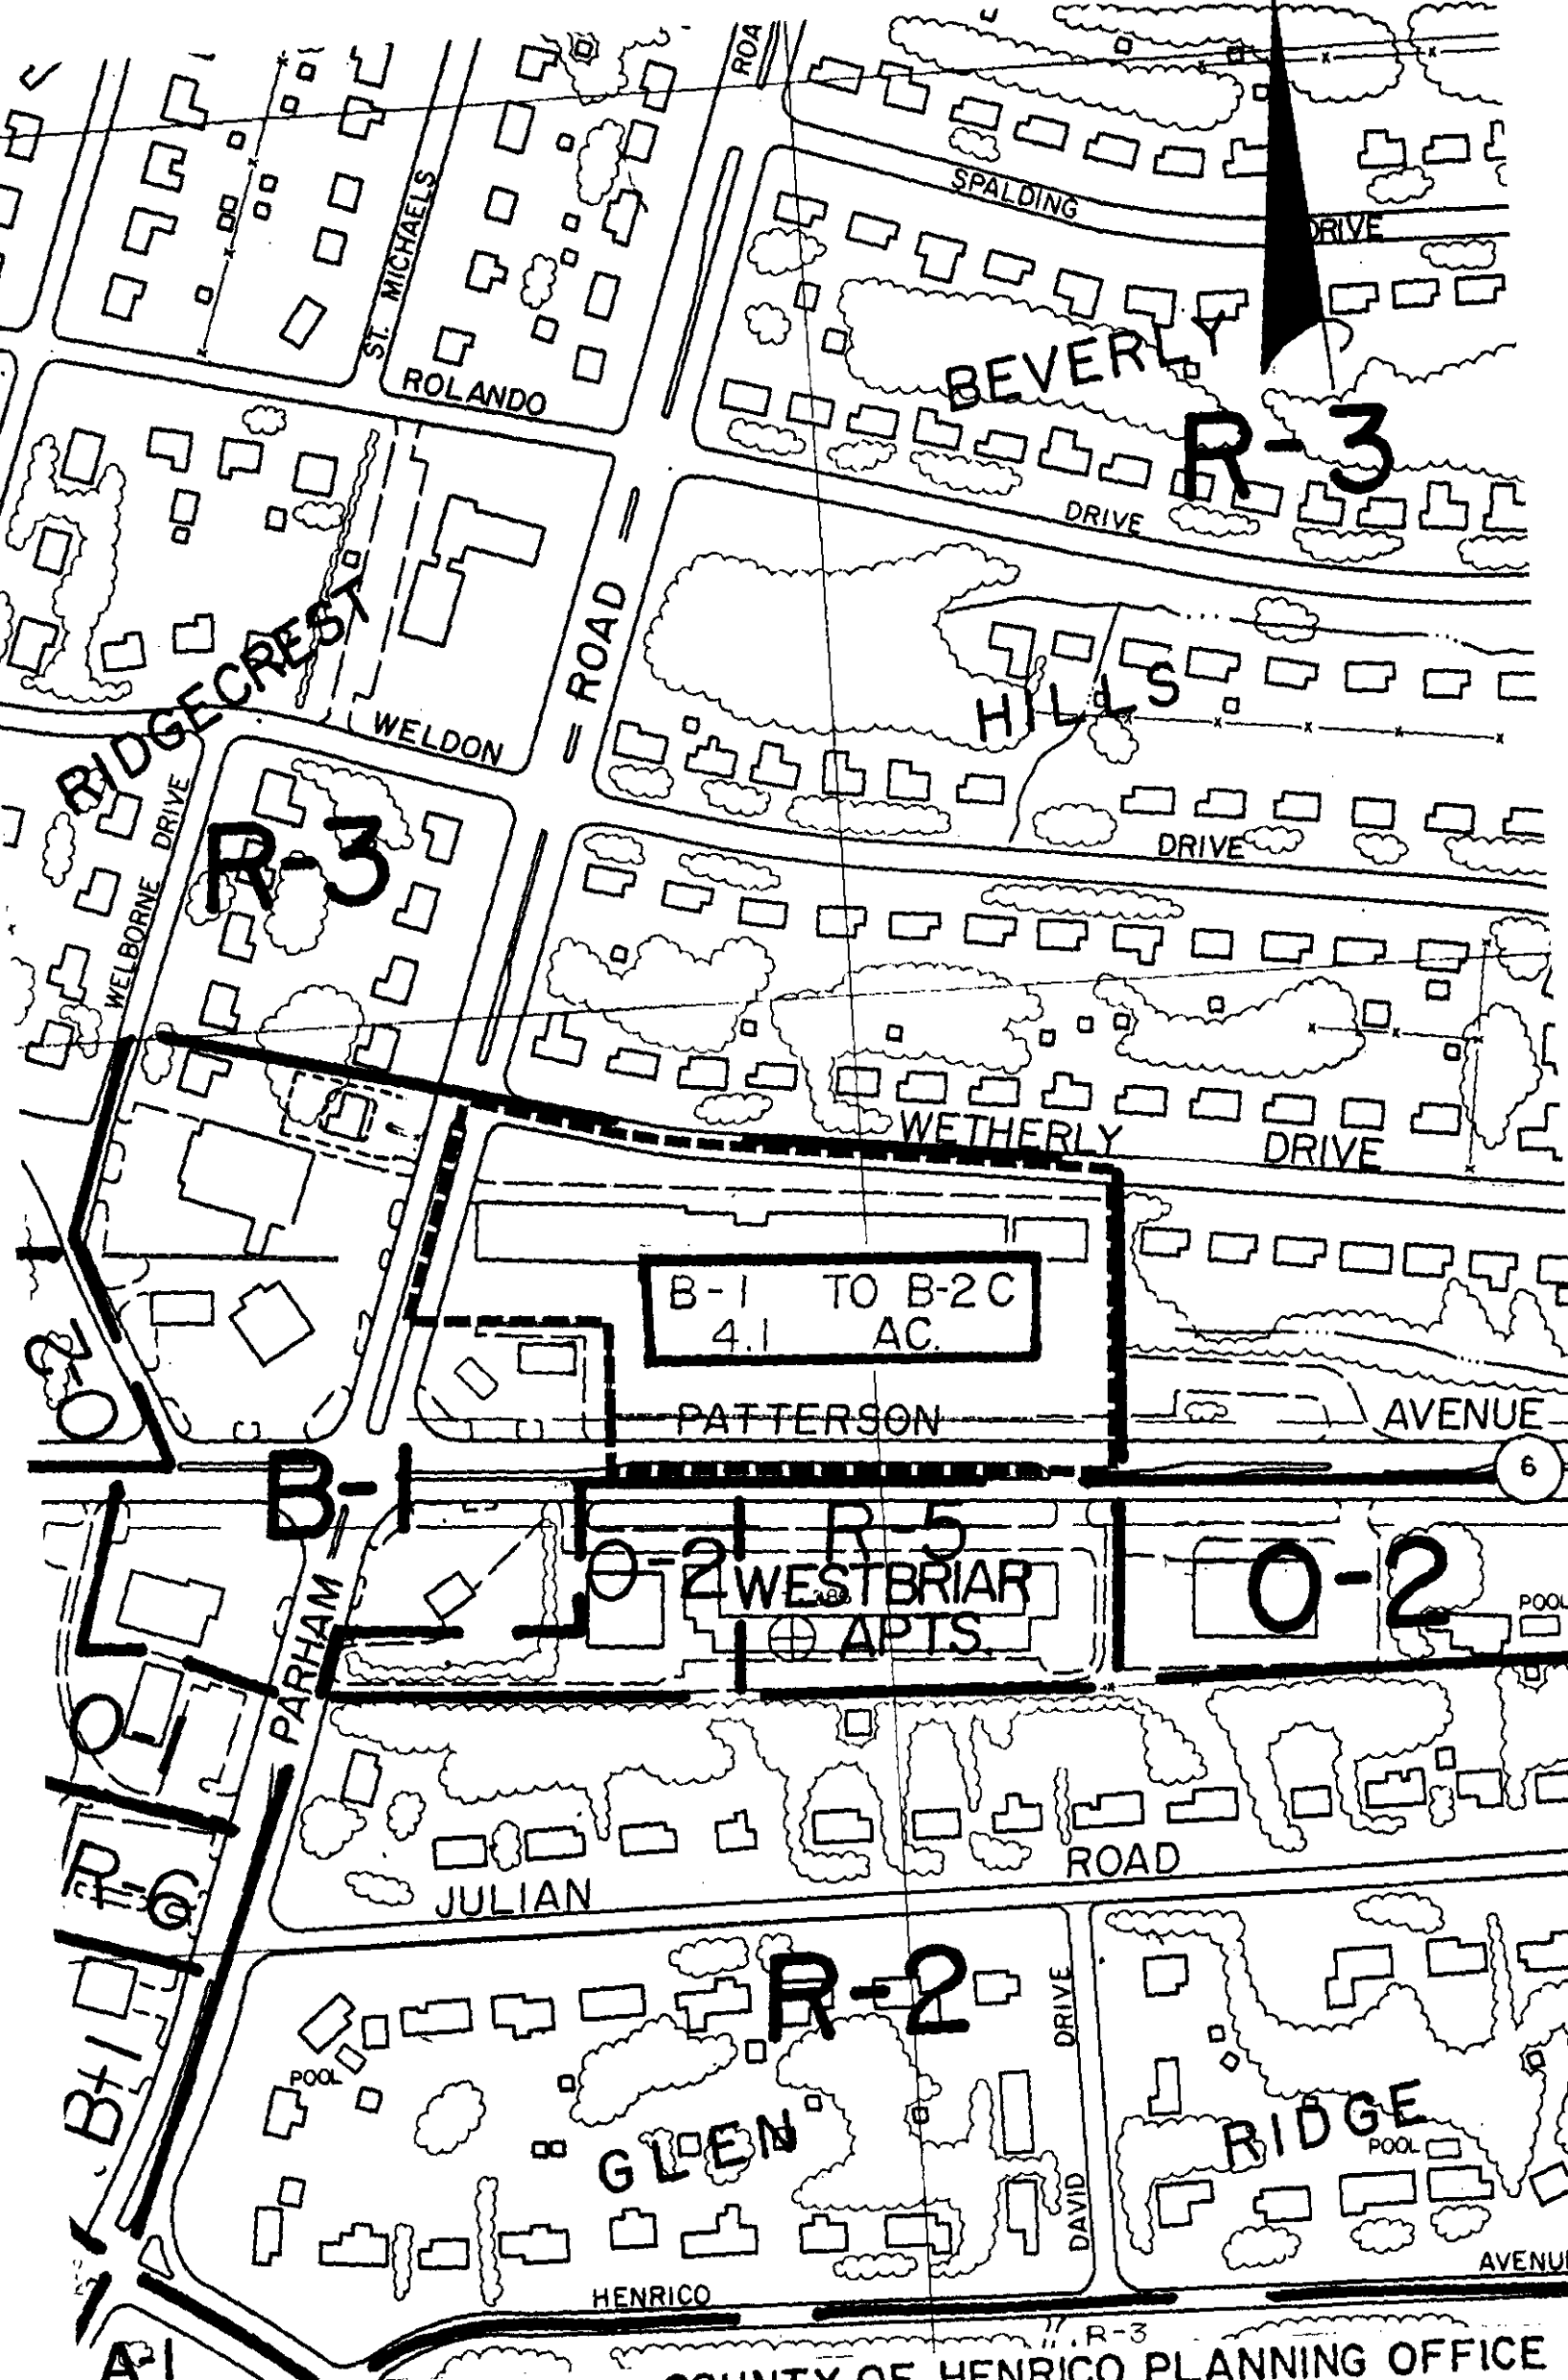 ROA
SPALDING
DRIVE
ST. MICHAELS
ROLANDO
BEVERLY
R-3
DRIVE
ROAD
RIDGECREST
HILLS
WELDON
WELBORNE DRIVE
R-3
DRIVE
WETHERLY DRIVE
B-1 TO B-2C
4.1 AC.
PATTERSON AVENUE
6
B-1
R-5
O-2
WESTBRIAR
APTS.
O-2
POOL
PARHAM
R-6
JULIAN ROAD
R-2
DRIVE
POOL
B-1
GLEN
RIDGE
POOL
DAVID
HENRICO
AVENU
R-3
A-1
COUNTY OF HENRICO PLANNING OFFICE